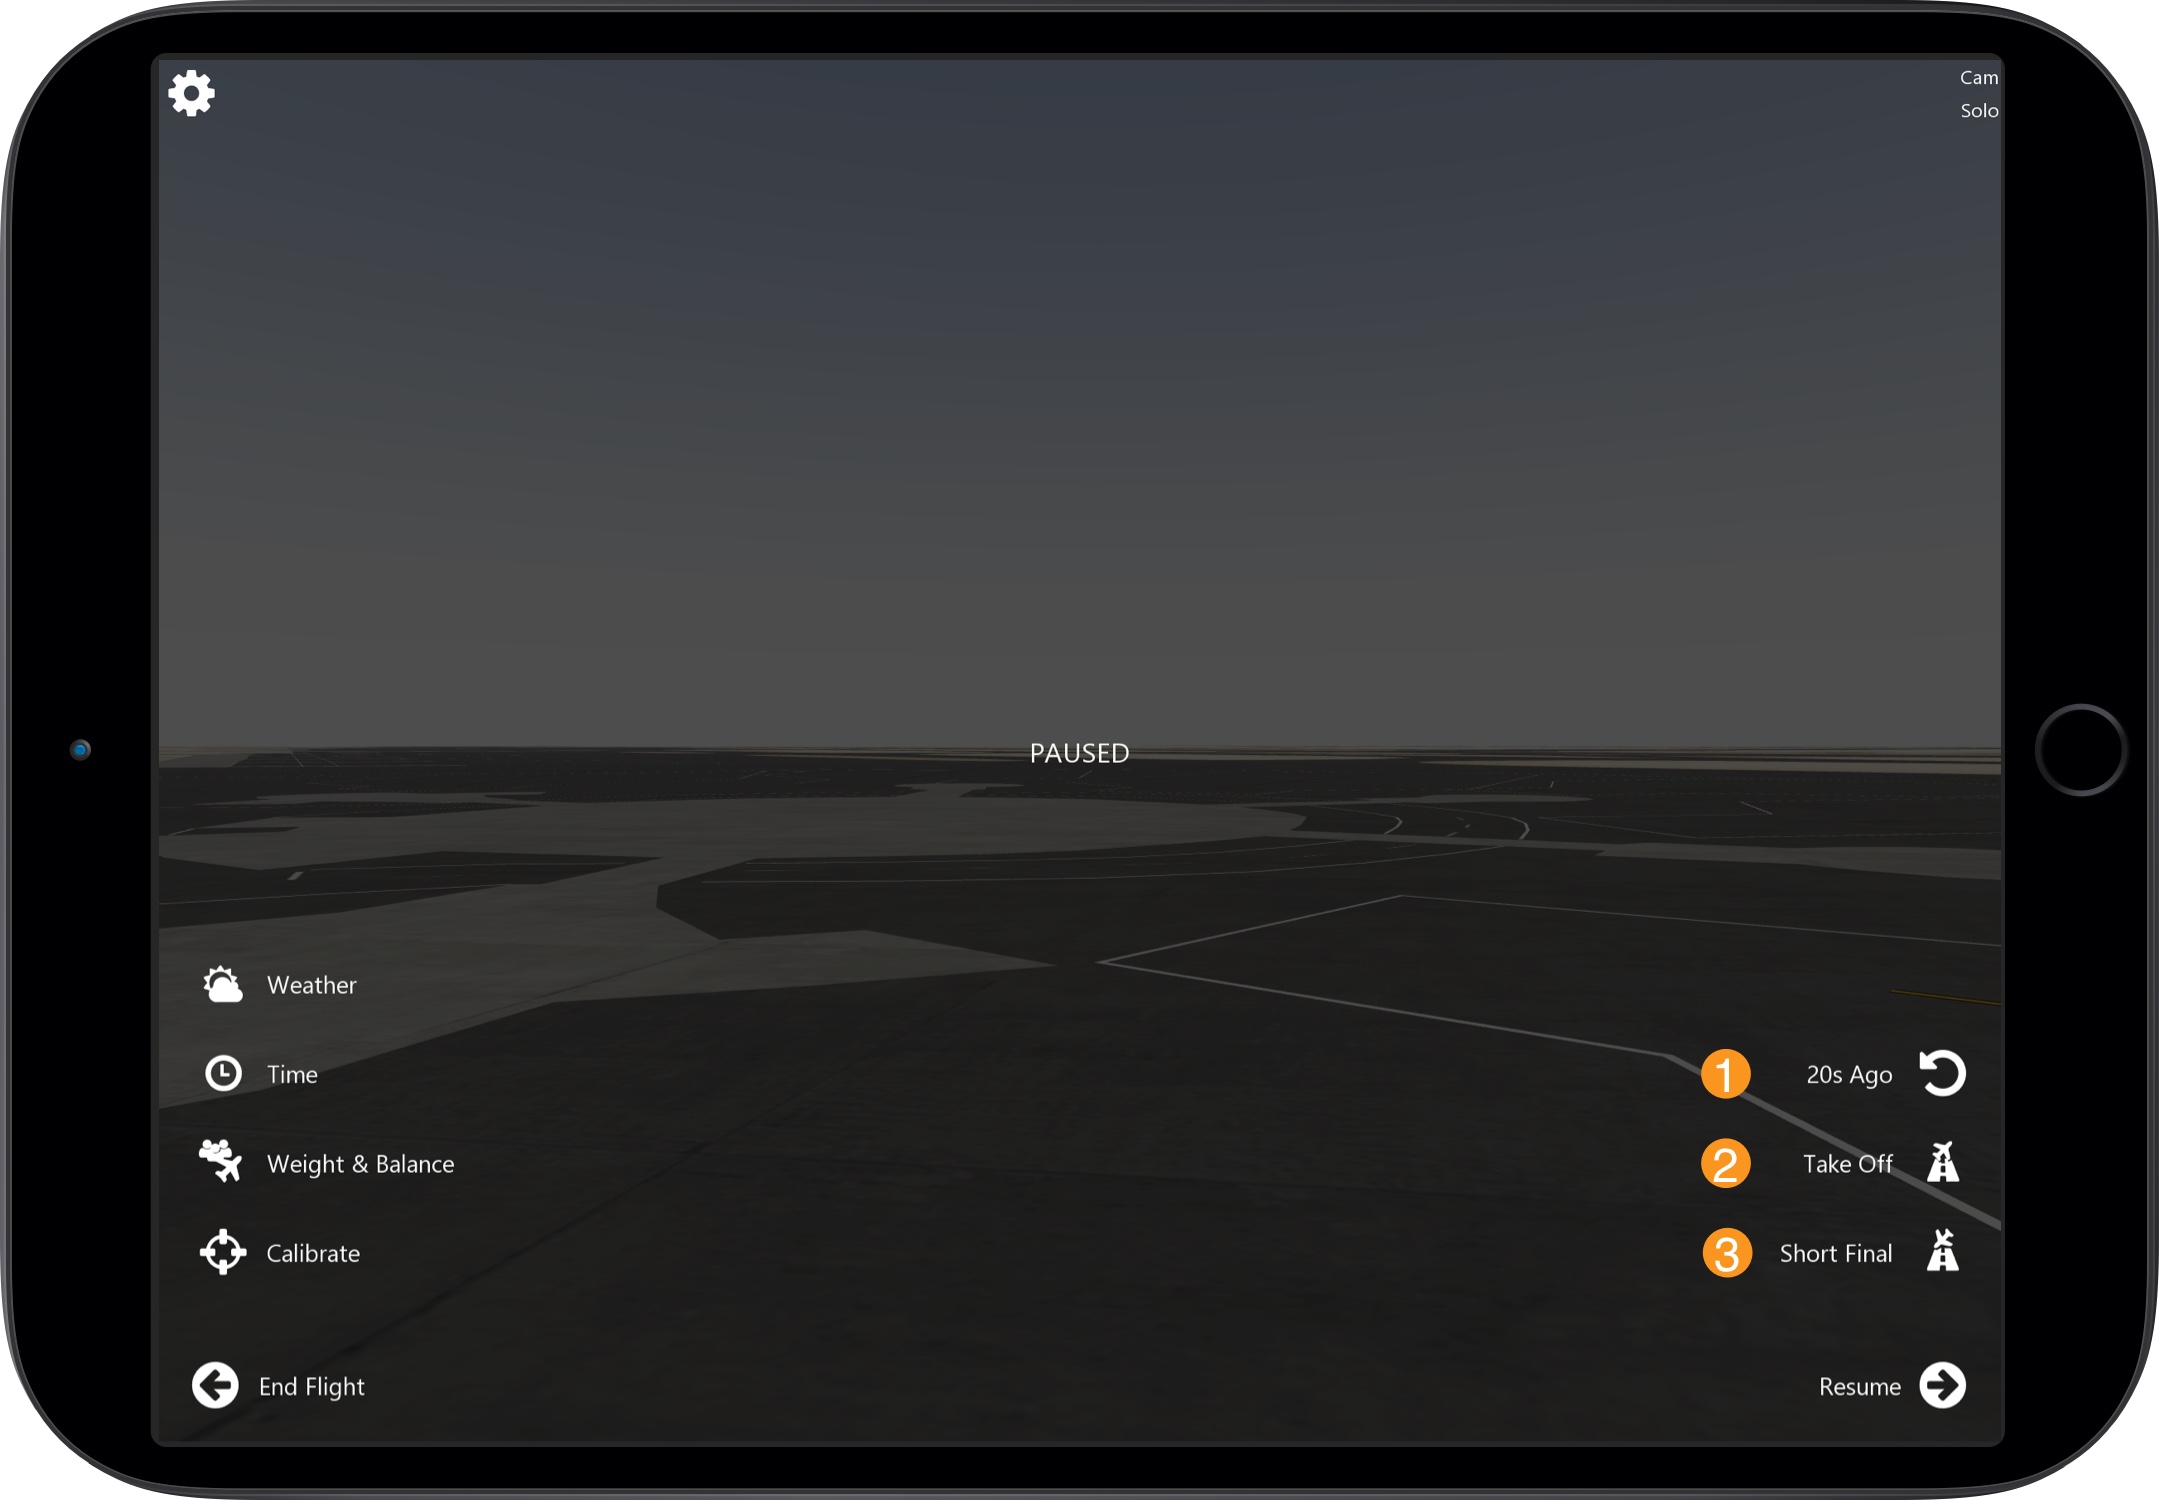 Cam
Solo
PAUSED
Weather
Time
1 20s Ago
Weight & Balance
2 Take Off
Calibrate
3 Short Final
End Flight
Resume